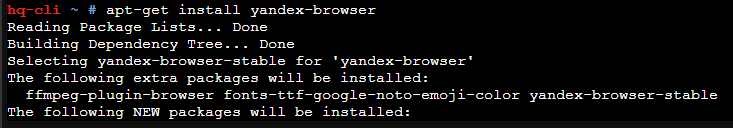 hq-cli ~ # apt-get install yandex-browser
Reading Package Lists... Done
Building Dependency Tree... Done
Selecting yandex-browser-stable for 'yandex-browser'
The following extra packages will be installed:
  ffmpeg-plugin-browser fonts-ttf-google-noto-emoji-color yandex-browser-stable
The following NEW packages will be installed: